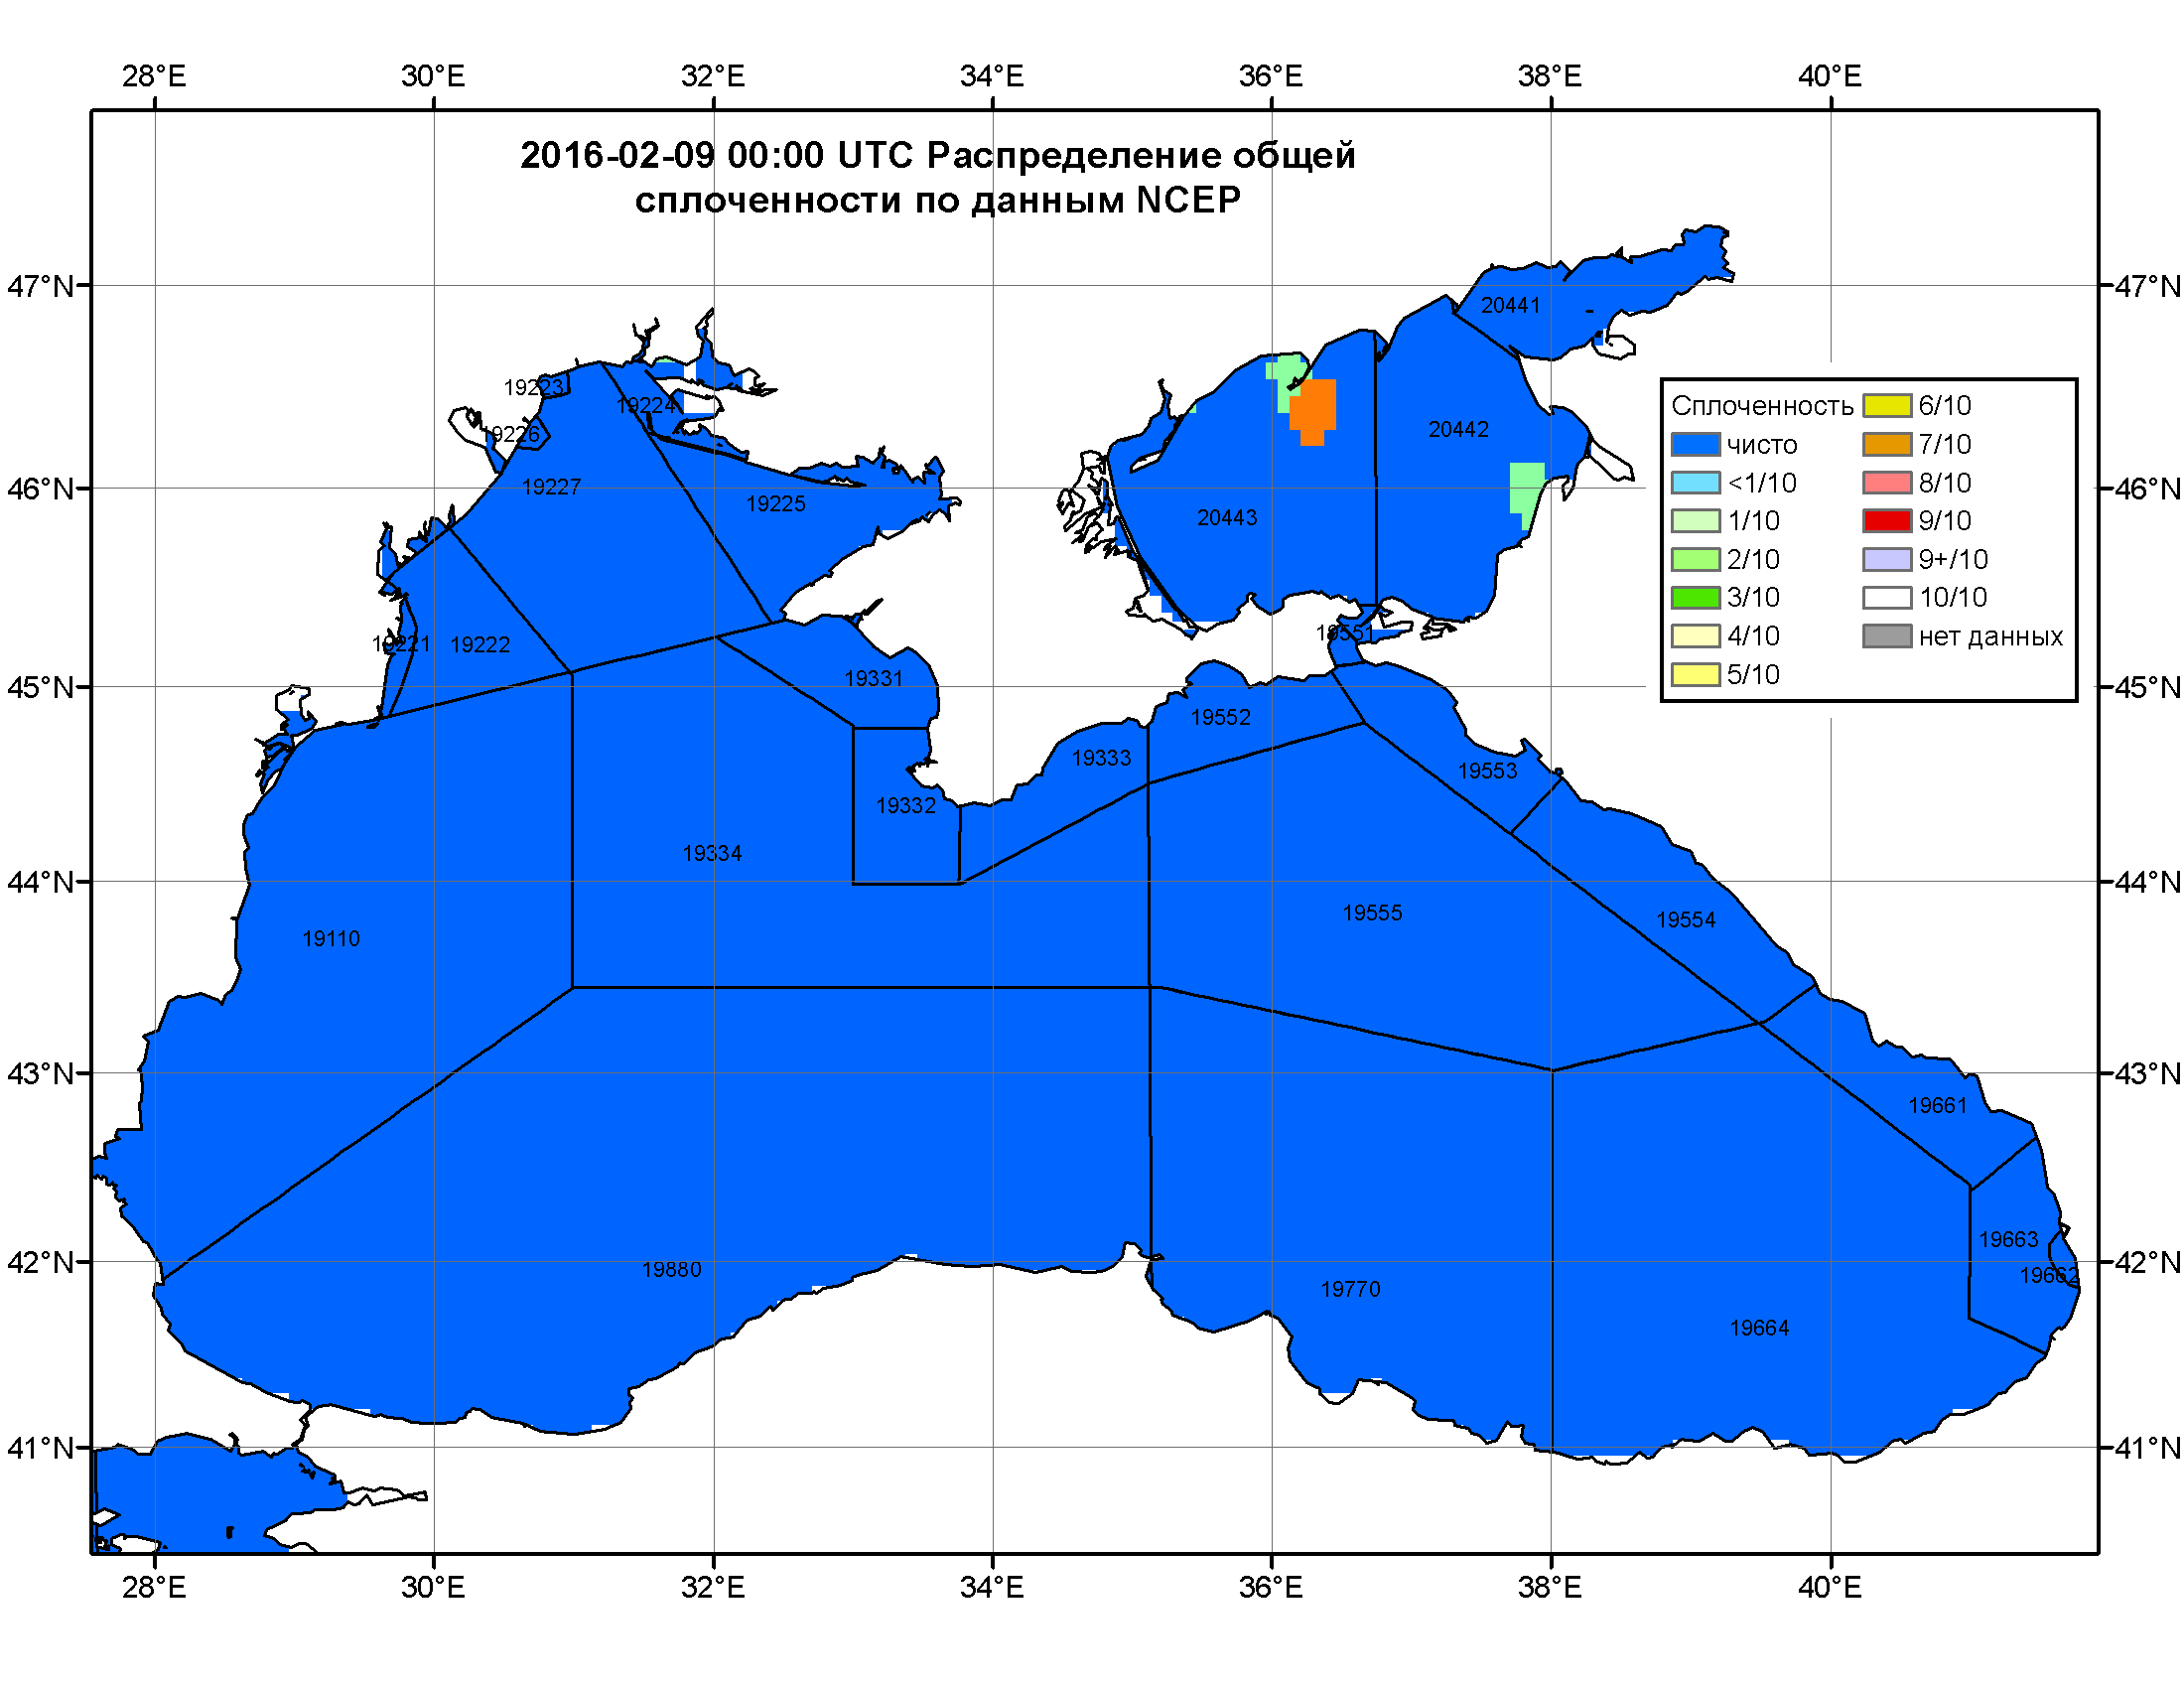 28°E 30°E 32°E 34°E 36°E 38°E 40°E
2016-02-09 00:00 UTC Распределение общей
сплоченности по данным NCEP
47°N 47°N
20441
19223
19224
Сплоченность 6/10
19226
20442
чисто 7/10
46°N 46°N
19227
<1/10 8/10
19225
20443
1/10 9/10
2/10 9+/10
3/10 10/10
19551
4/10 нет данных
19221 19222
5/10
45°N 45°N
19331
19552
19333
19553
19332
19334
44°N 44°N
19555
19554
19110
43°N 43°N
19661
19663
42°N 42°N
19880
19662
19770
19664
41°N 41°N
28°E 30°E 32°E 34°E 36°E 38°E 40°E